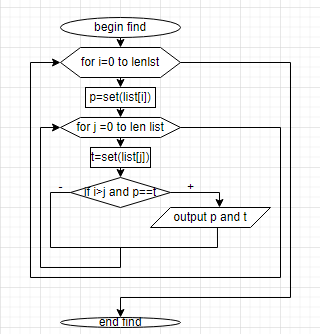 begin find
for i=0 to lenlst
p=set(list[i])
for j =0 to len list
t=set(list[j])
-
if i>j and p==t
+
output p and t
end find